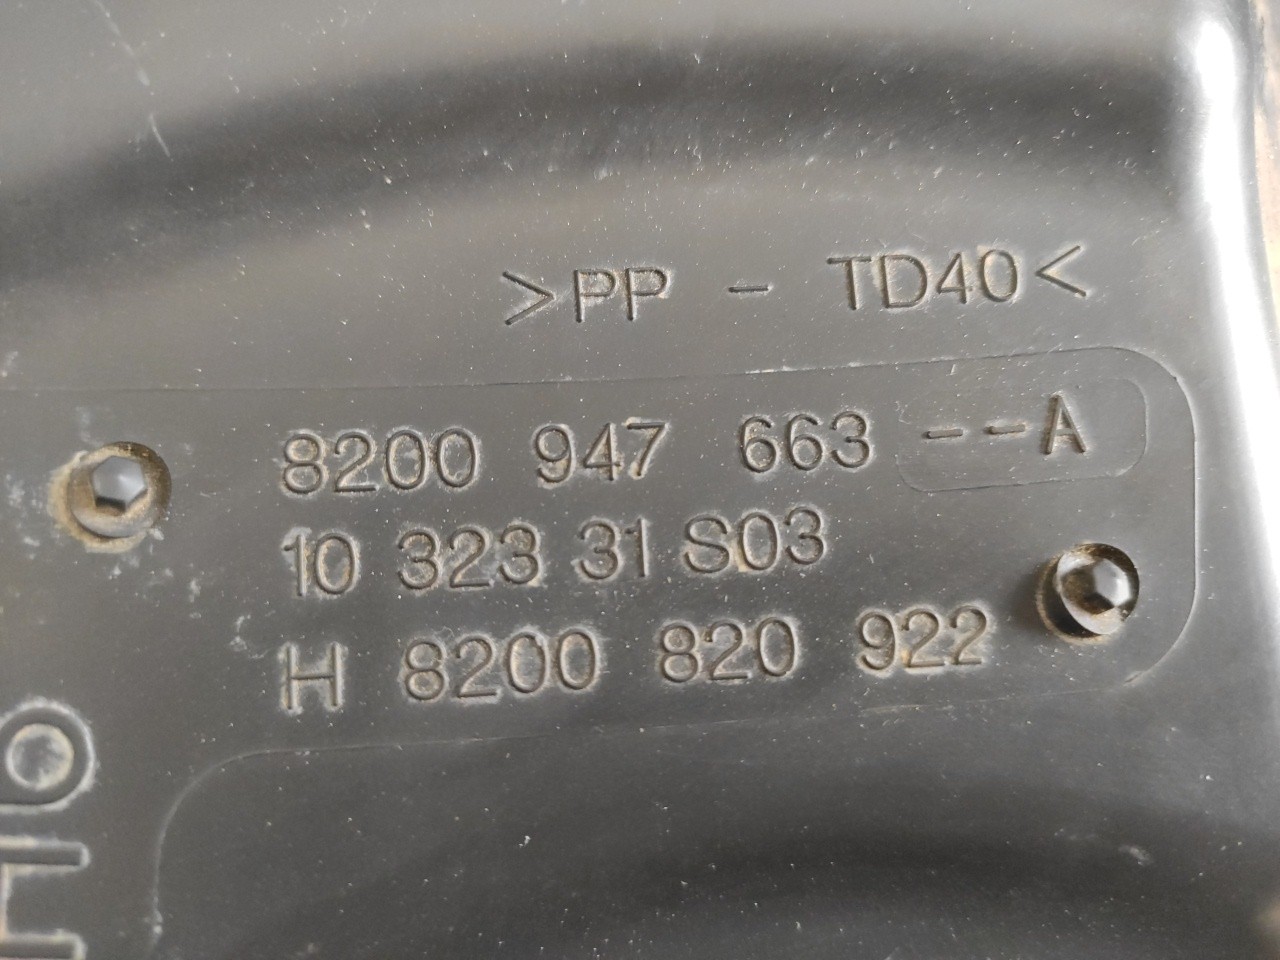 >PP - TD40<
8200 947 663 --A
10 323 31 S03
H 8200 820 922